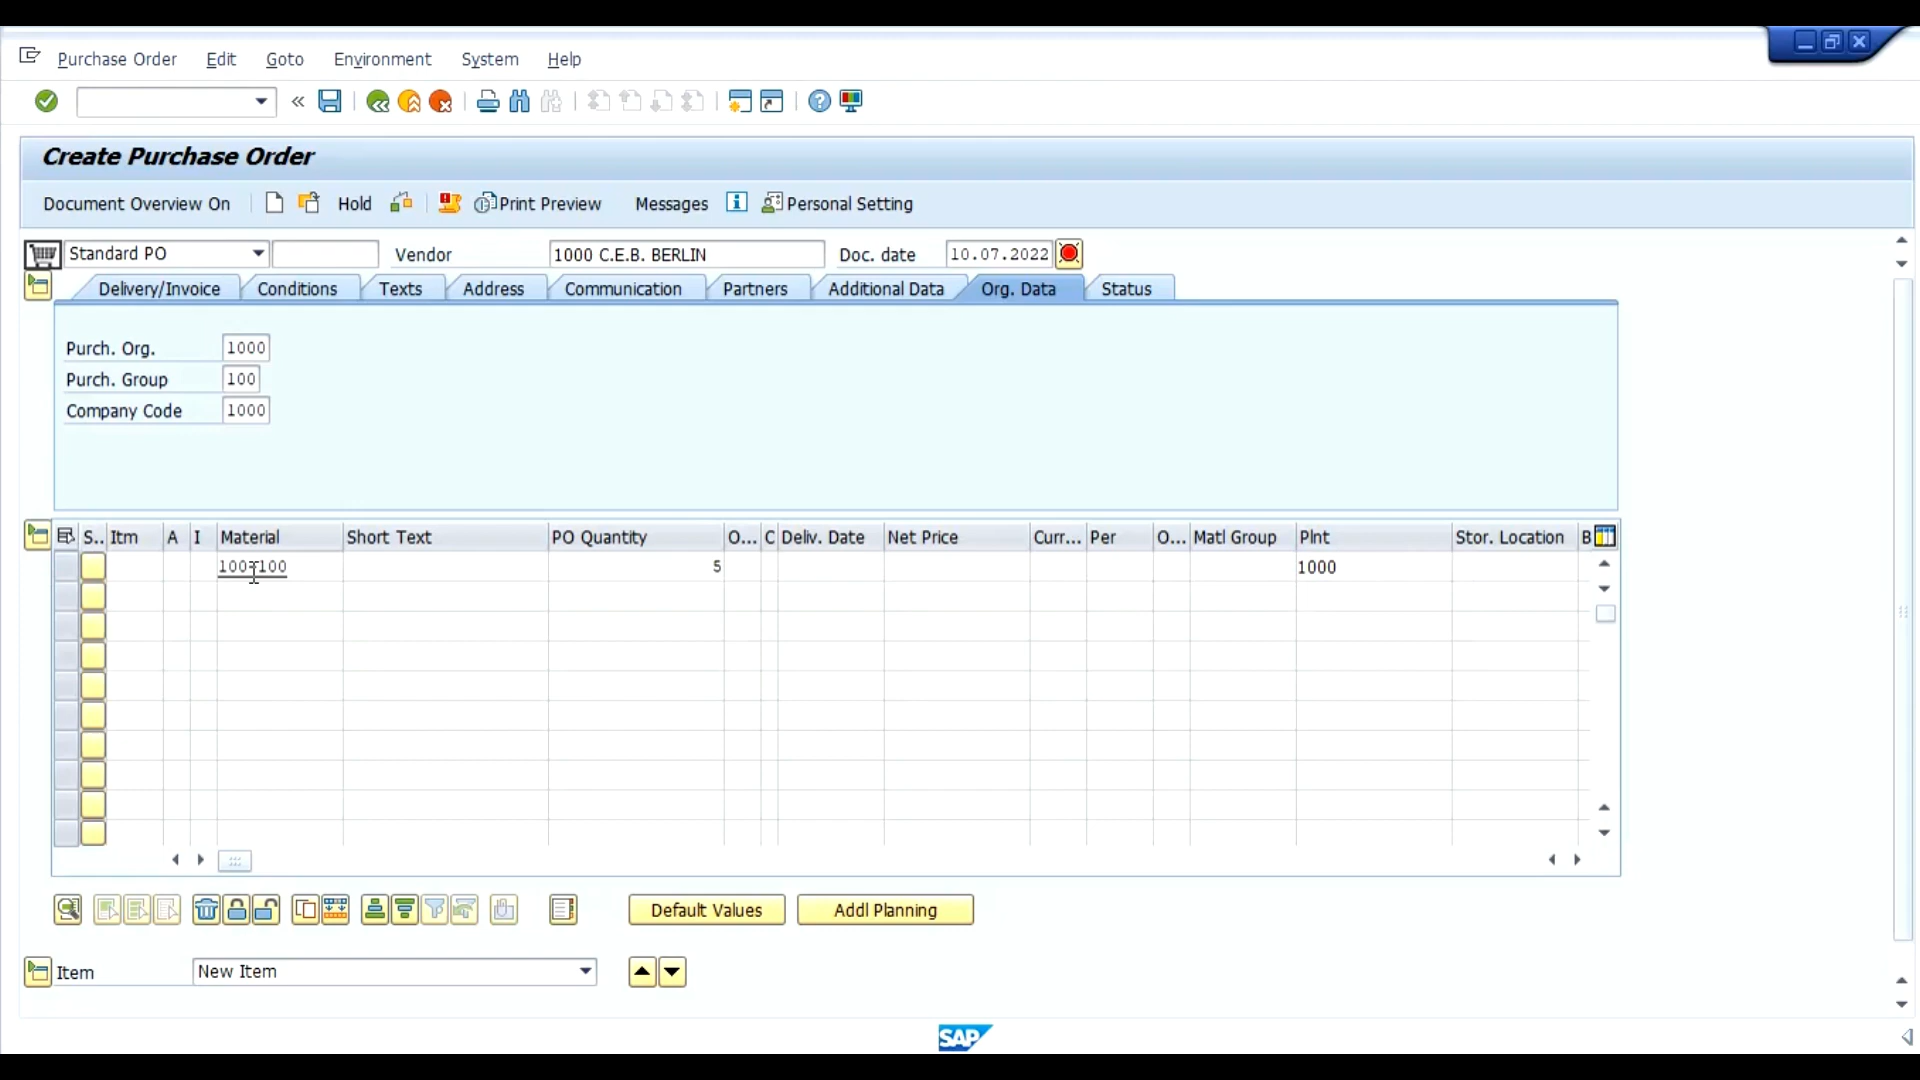 Purchase Order Edit Goto Environment System Help
Create Purchase Order
Document Overview On Hold Print Preview Messages Personal Setting
Standard PO Vendor 1000 C.E.B. BERLIN Doc. date 10.07.2022
Delivery/Invoice Conditions Texts Address Communication Partners Additional Data Org. Data Status
Purch. Org. 1000
Purch. Group 100
Company Code 1000
S.. Itm A I Material Short Text PO Quantity O... C Deliv. Date Net Price Curr... Per O... Matl Group Plnt Stor. Location B
100-100 5 1000
Default Values Addl Planning
Item New Item
SAP